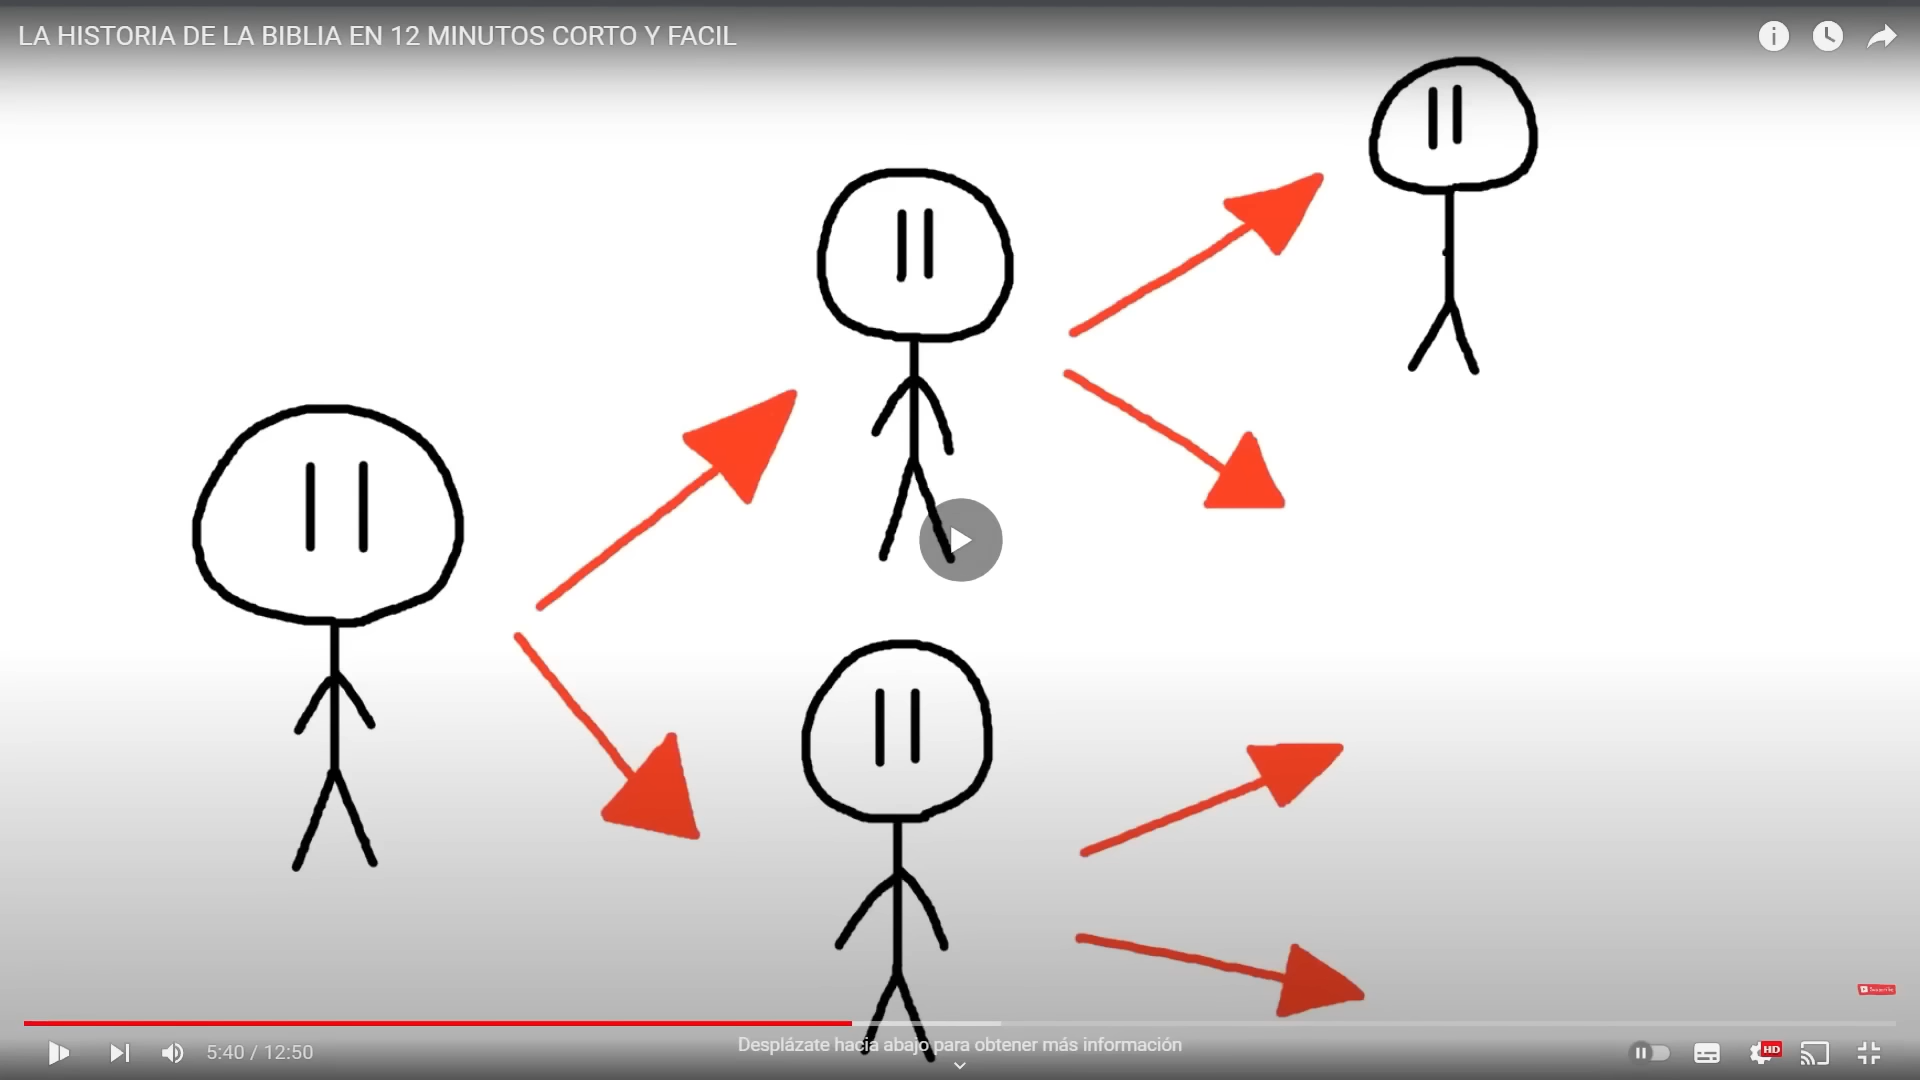 LA HISTORIA DE LA BIBLIA EN 12 MINUTOS CORTO Y FACIL
5:40 / 12:50
Desplázate hacia abajo para obtener más información
HD